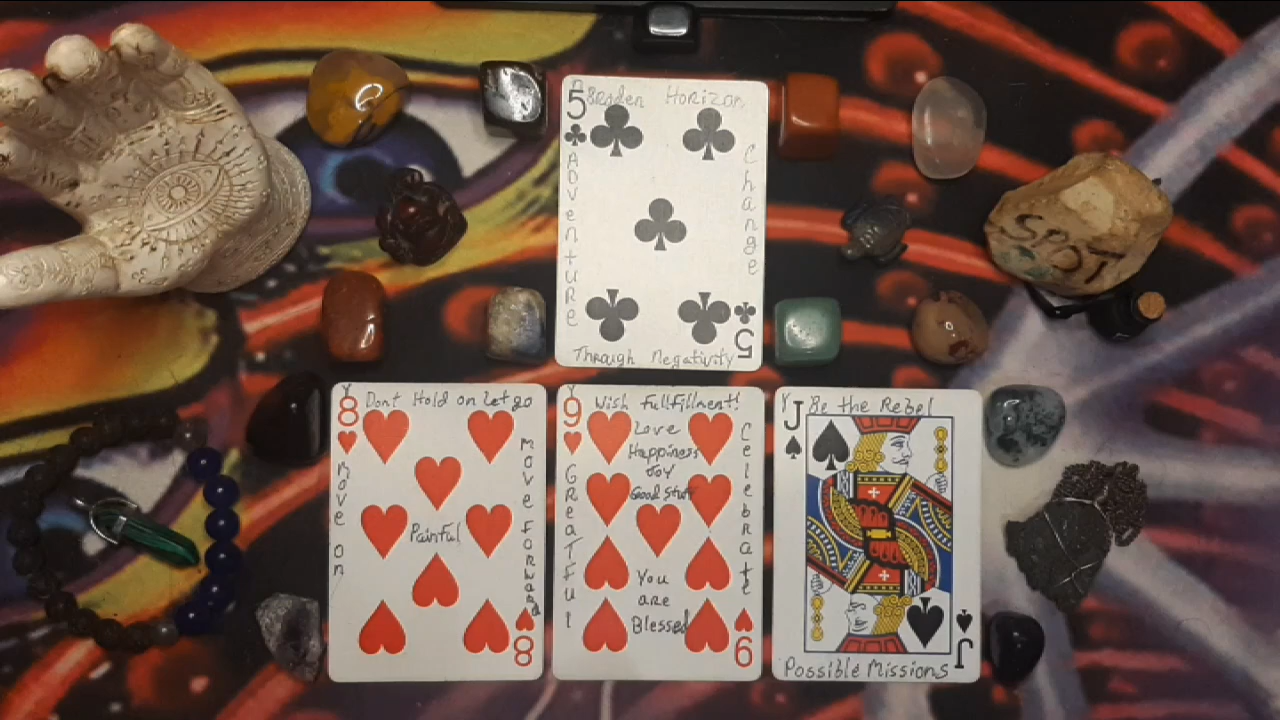 n
5 Broden Horizon
Adventure
Change
Through Negativity
5
SPOT
Y
8 Dont Hold on let go
Move on
Painful
Move Forward
8
Y
9 Wish Fullfillment!
Love
Happiness
Joy
Good Stuff
Greatful
Celebrate
You
are
Blessed
9
Y
J Be the Rebel
Possible Missions
J